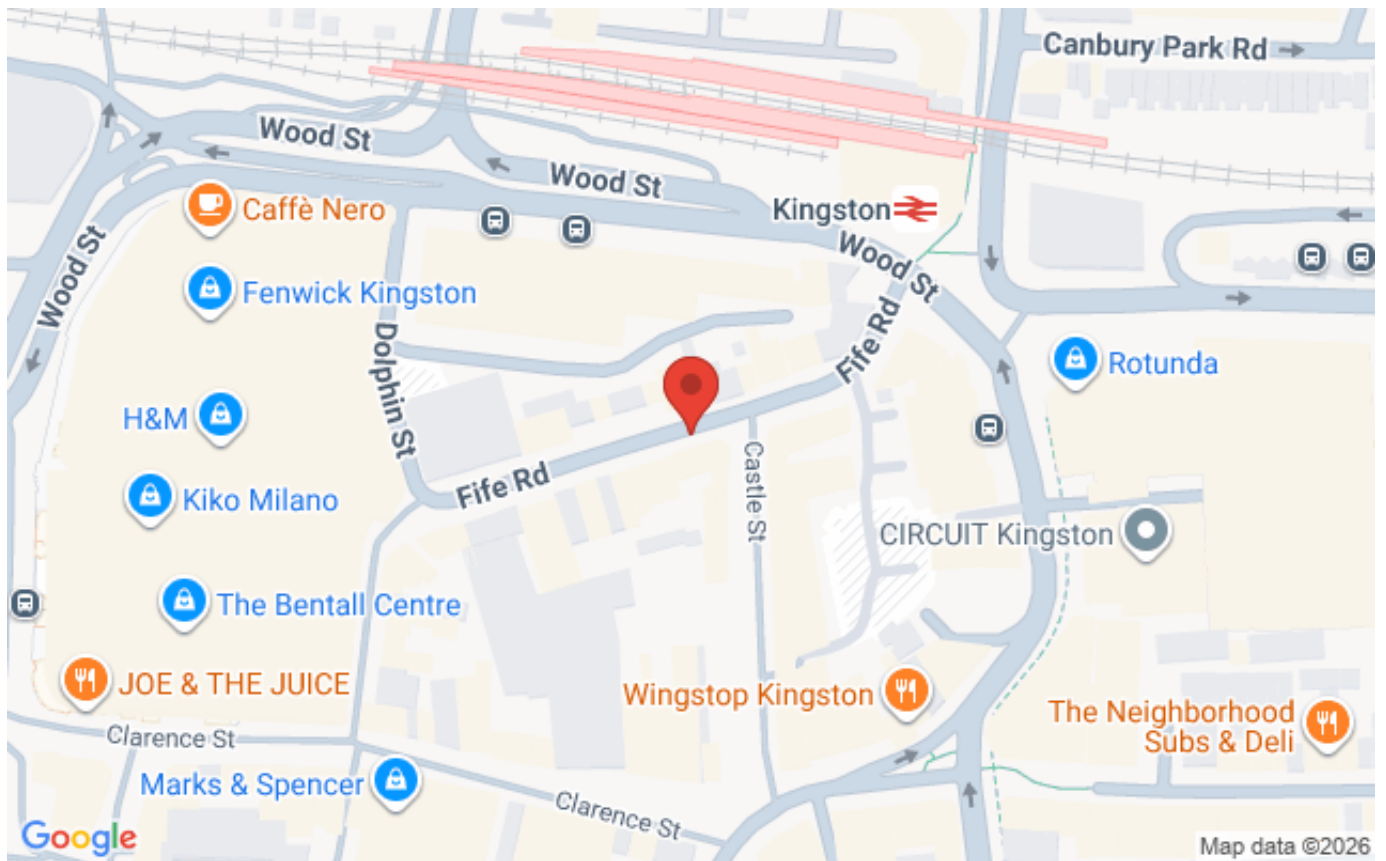 Canbury Park Rd
Wood St
Wood St
Kingston
Caffè Nero
Wood St
Wood St
Fenwick Kingston
Fife Rd
Dolphin St
Rotunda
H&M
Castle St
Fife Rd
Kiko Milano
CIRCUIT Kingston
The Bentall Centre
JOE & THE JUICE
Wingstop Kingston
The Neighborhood
Subs & Deli
Clarence St
Marks & Spencer
Clarence St
Google
Map data ©2026